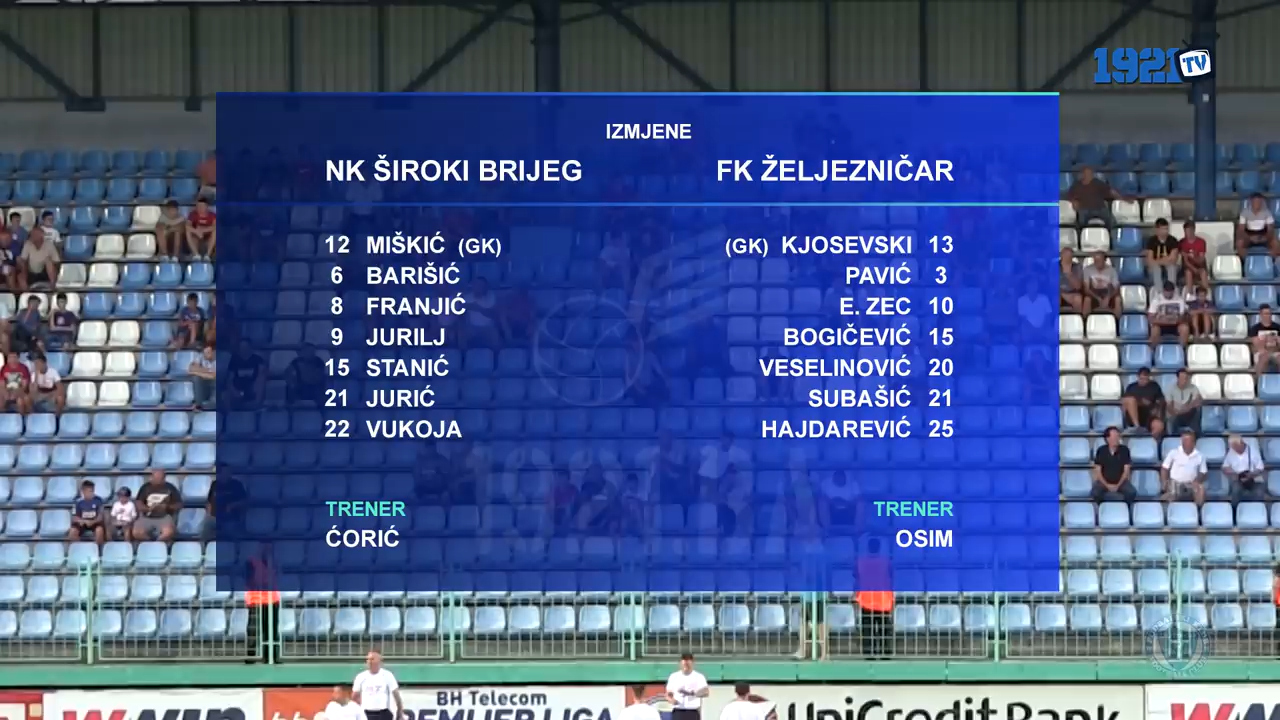 1921 TV
IZMJENE
NK ŠIROKI BRIJEG FK ŽELJEZNIČAR
12 MIŠKIĆ (GK) (GK) KJOSEVSKI 13
6 BARIŠIĆ PAVIĆ 3
8 FRANJIĆ E. ZEC 10
9 JURILJ BOGIČEVIĆ 15
15 STANIĆ VESELINOVIĆ 20
21 JURIĆ SUBAŠIĆ 21
22 VUKOJA HAJDAREVIĆ 25
TRENER TRENER
ĆORIĆ OSIM
BH Telecom
PREMIJER LIGA
UniCredit Bank